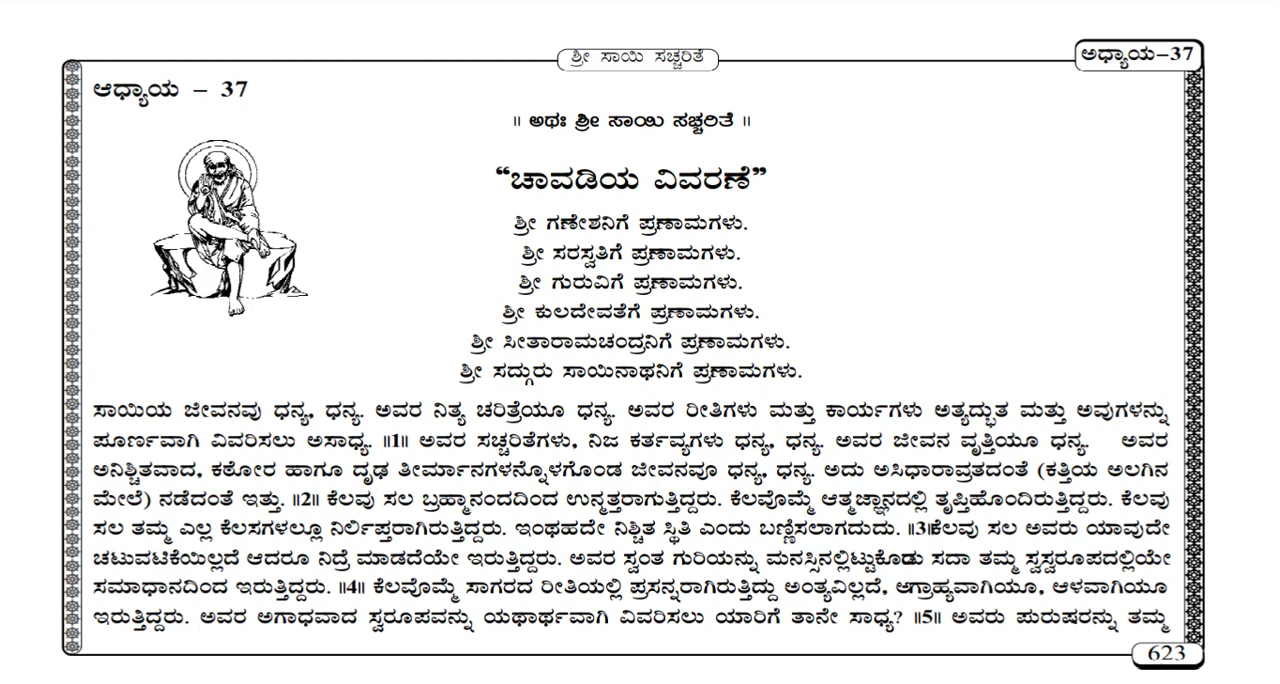 ಶ್ರೀ ಸಾಯಿ ಸಚ್ಚರಿತೆ
ಅಧ್ಯಾಯ–37
ಆಧ್ಯಾಯ – 37
॥ ಅಥಃ ಶ್ರೀ ಸಾಯಿ ಸಚ್ಚರಿತೆ ॥
“ಚಾವಡಿಯ ವಿವರಣೆ”
ಶ್ರೀ ಗಣೇಶನಿಗೆ ಪ್ರಣಾಮಗಳು.
ಶ್ರೀ ಸರಸ್ವತಿಗೆ ಪ್ರಣಾಮಗಳು.
ಶ್ರೀ ಗುರುವಿಗೆ ಪ್ರಣಾಮಗಳು.
ಶ್ರೀ ಕುಲದೇವತೆಗೆ ಪ್ರಣಾಮಗಳು.
ಶ್ರೀ ಸೀತಾರಾಮಚಂದ್ರನಿಗೆ ಪ್ರಣಾಮಗಳು.
ಶ್ರೀ ಸದ್ಗುರು ಸಾಯಿನಾಥನಿಗೆ ಪ್ರಣಾಮಗಳು.
ಸಾಯಿಯ ಜೀವನವು ಧನ್ಯ, ಧನ್ಯ. ಅವರ ನಿತ್ಯ ಚರಿತ್ರೆಯೂ ಧನ್ಯ. ಅವರ ರೀತಿಗಳು ಮತ್ತು ಕಾರ್ಯಗಳು ಅತ್ಯದ್ಭುತ ಮತ್ತು ಅವುಗಳನ್ನು
ಪೂರ್ಣವಾಗಿ ವಿವರಿಸಲು ಅಸಾಧ್ಯ. ॥1॥ ಅವರ ಸಚ್ಚರಿತೆಗಳು, ನಿಜ ಕರ್ತವ್ಯಗಳು ಧನ್ಯ, ಧನ್ಯ. ಅವರ ಜೀವನ ವೃತ್ತಿಯೂ ಧನ್ಯ. ಅವರ
ಅನಿಶ್ಚಿತವಾದ, ಕಠೋರ ಹಾಗೂ ದೃಢ ತೀರ್ಮಾನಗಳನ್ನೊಳಗೊಂಡ ಜೀವನವೂ ಧನ್ಯ, ಧನ್ಯ. ಅದು ಅಸಿಧಾರಾವ್ರತದಂತೆ (ಕತ್ತಿಯ ಅಲಗಿನ
ಮೇಲೆ) ನಡೆದಂತೆ ಇತ್ತು. ॥2॥ ಕೆಲವು ಸಲ ಬ್ರಹ್ಮಾನಂದದಿಂದ ಉನ್ಮತ್ತರಾಗುತ್ತಿದ್ದರು. ಕೆಲವೊಮ್ಮೆ ಆತ್ಮಜ್ಞಾನದಲ್ಲಿ ತೃಪ್ತಿಹೊಂದಿರುತ್ತಿದ್ದರು. ಕೆಲವು
ಸಲ ತಮ್ಮ ಎಲ್ಲ ಕೆಲಸಗಳಲ್ಲೂ ನಿರ್ಲಿಪ್ತರಾಗಿರುತ್ತಿದ್ದರು. ಇಂಥಹದೇ ನಿಶ್ಚಿತ ಸ್ಥಿತಿ ಎಂದು ಬಣ್ಣಿಸಲಾಗದುದು. ॥3॥ಕೆಲವು ಸಲ ಅವರು ಯಾವುದೇ
ಚಟುವಟಿಕೆಯಿಲ್ಲದೆ ಆದರೂ ನಿದ್ರೆ ಮಾಡದೆಯೇ ಇರುತ್ತಿದ್ದರು. ಅವರ ಸ್ವಂತ ಗುರಿಯನ್ನು ಮನಸ್ಸಿನಲ್ಲಿಟ್ಟುಕೊಂಡು ಸದಾ ತಮ್ಮ ಸ್ವಸ್ವರೂಪದಲ್ಲಿಯೇ
ಸಮಾಧಾನದಿಂದ ಇರುತ್ತಿದ್ದರು. ॥4॥ ಕೆಲವೊಮ್ಮೆ ಸಾಗರದ ರೀತಿಯಲ್ಲಿ ಪ್ರಸನ್ನರಾಗಿರುತ್ತಿದ್ದು ಅಂತ್ಯವಿಲ್ಲದೆ, ಅಗ್ರಾಹ್ಯವಾಗಿಯೂ, ಆಳವಾಗಿಯೂ
ಇರುತ್ತಿದ್ದರು. ಅವರ ಅಗಾಧವಾದ ಸ್ವರೂಪವನ್ನು ಯಥಾರ್ಥವಾಗಿ ವಿವರಿಸಲು ಯಾರಿಗೆ ತಾನೇ ಸಾಧ್ಯ? ॥5॥ ಅವರು ಪುರುಷರನ್ನು ತಮ್ಮ
623